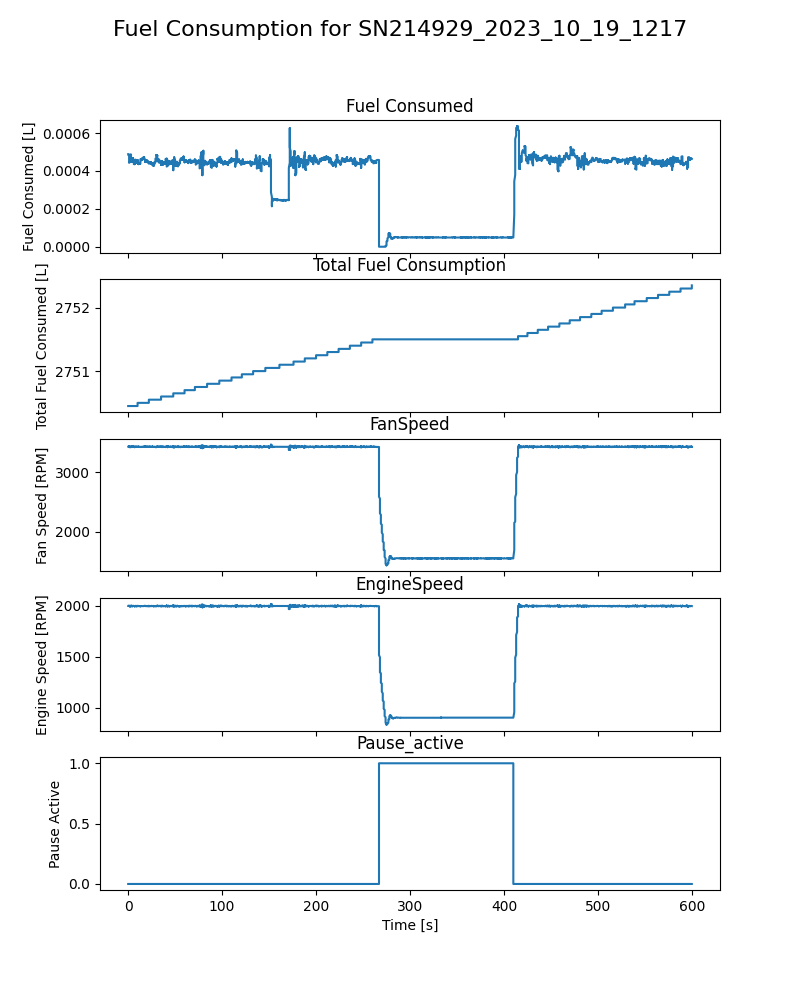 Fuel Consumption for SN214929_2023_10_19_1217
Fuel Consumed
Fuel Consumed [L]
0.0006
0.0004
0.0002
0.0000
Total Fuel Consumption
Total Fuel Consumed [L]
2752
2751
FanSpeed
Fan Speed [RPM]
3000
2000
EngineSpeed
Engine Speed [RPM]
2000
1500
1000
Pause_active
Pause Active
1.0
0.5
0.0
0 100 200 300 400 500 600
Time [s]